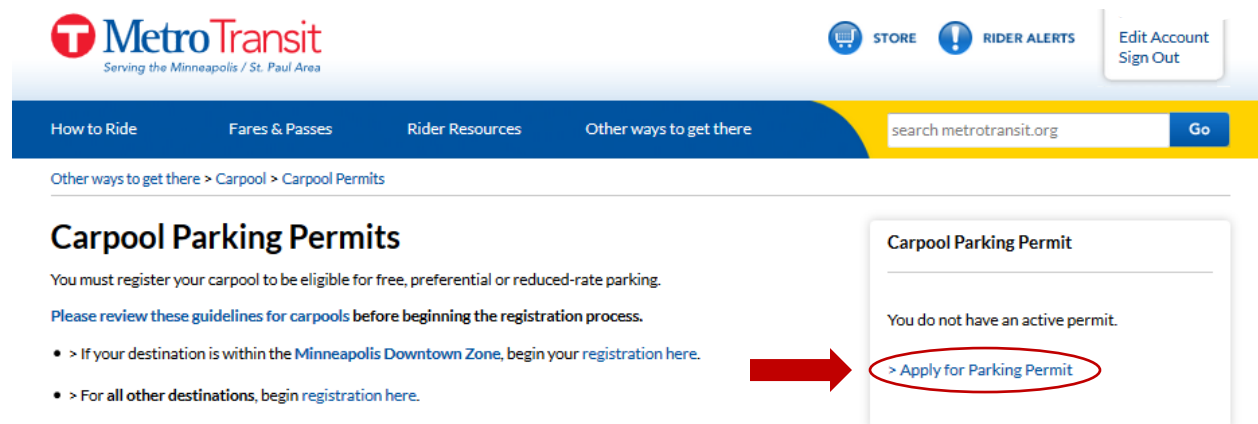 T MetroTransit
Serving the Minneapolis / St. Paul Area
STORE
! RIDER ALERTS
Edit Account
Sign Out
How to Ride
Fares & Passes
Rider Resources
Other ways to get there
search metrotransit.org
Go
Other ways to get there > Carpool > Carpool Permits
Carpool Parking Permits
You must register your carpool to be eligible for free, preferential or reduced-rate parking.
Please review these guidelines for carpools before beginning the registration process.
• > If your destination is within the Minneapolis Downtown Zone, begin your registration here.
• > For all other destinations, begin registration here.
Carpool Parking Permit
You do not have an active permit.
> Apply for Parking Permit